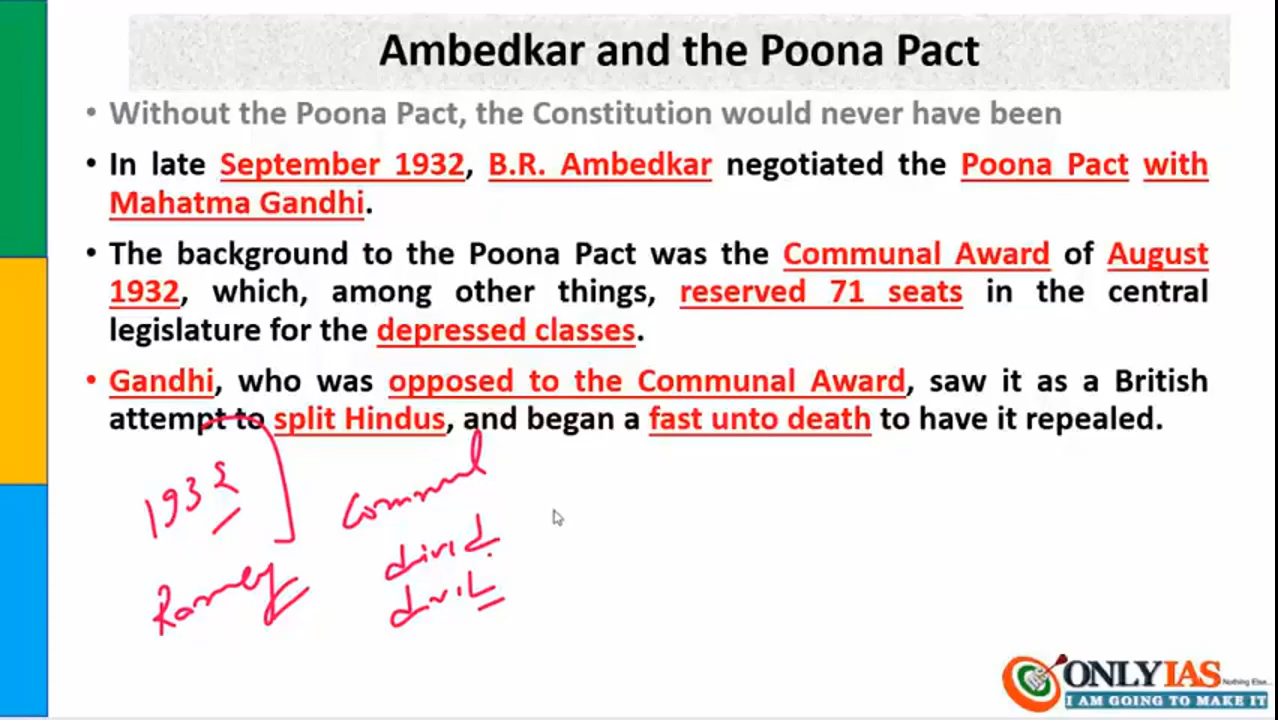 Ambedkar and the Poona Pact
• Without the Poona Pact, the Constitution would never have been
• In late September 1932, B.R. Ambedkar negotiated the Poona Pact with
Mahatma Gandhi.
• The background to the Poona Pact was the Communal Award of August
1932, which, among other things, reserved 71 seats in the central
legislature for the depressed classes.
• Gandhi, who was opposed to the Communal Award, saw it as a British
attempt to split Hindus, and began a fast unto death to have it repealed.
1932
ONLYIAS
Nothing Else...
I AM GOING TO MAKE IT